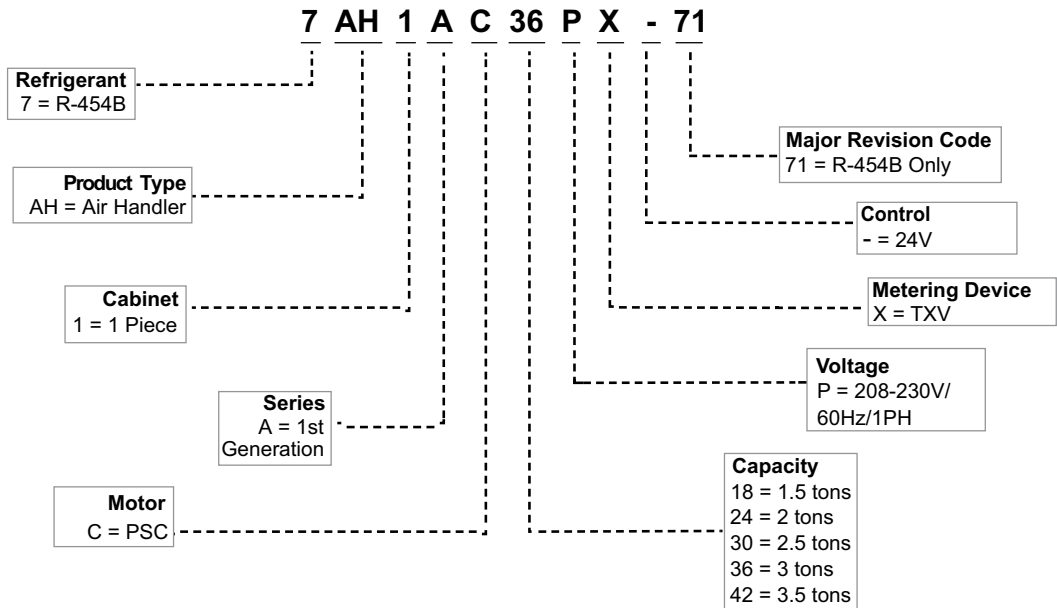 7 AH 1 A C 36 P X - 71
Refrigerant
7 = R-454B
Product Type
AH = Air Handler
Cabinet
1 = 1 Piece
Series
A = 1st
Generation
Motor
C = PSC
Major Revision Code
71 = R-454B Only
Control
- = 24V
Metering Device
X = TXV
Voltage
P = 208-230V/
60Hz/1PH
Capacity
18 = 1.5 tons
24 = 2 tons
30 = 2.5 tons
36 = 3 tons
42 = 3.5 tons